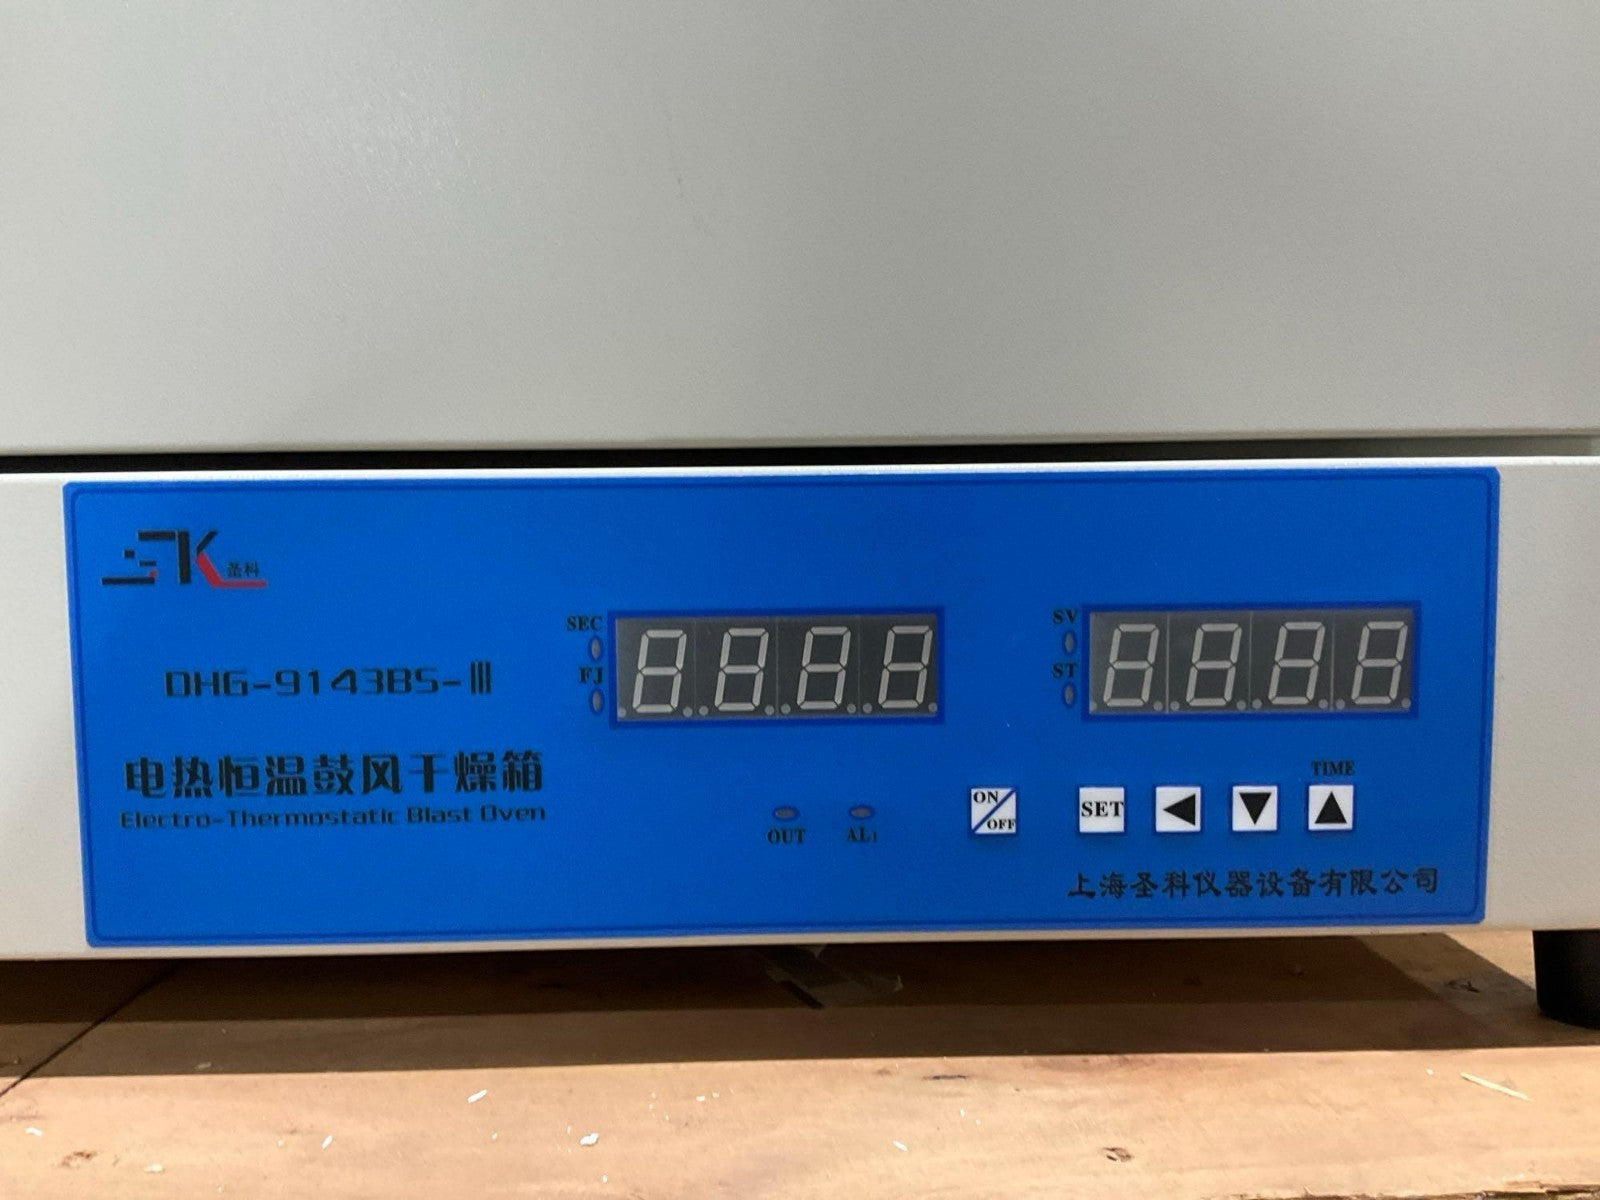 SK 圣科
DHG-9143BS-III
电热恒温鼓风干燥箱
Electro-Thermostatic Blast Oven
SEC
FJ
SV
ST
OUT
AL1
ON/OFF
SET
TIME
上海圣科仪器设备有限公司